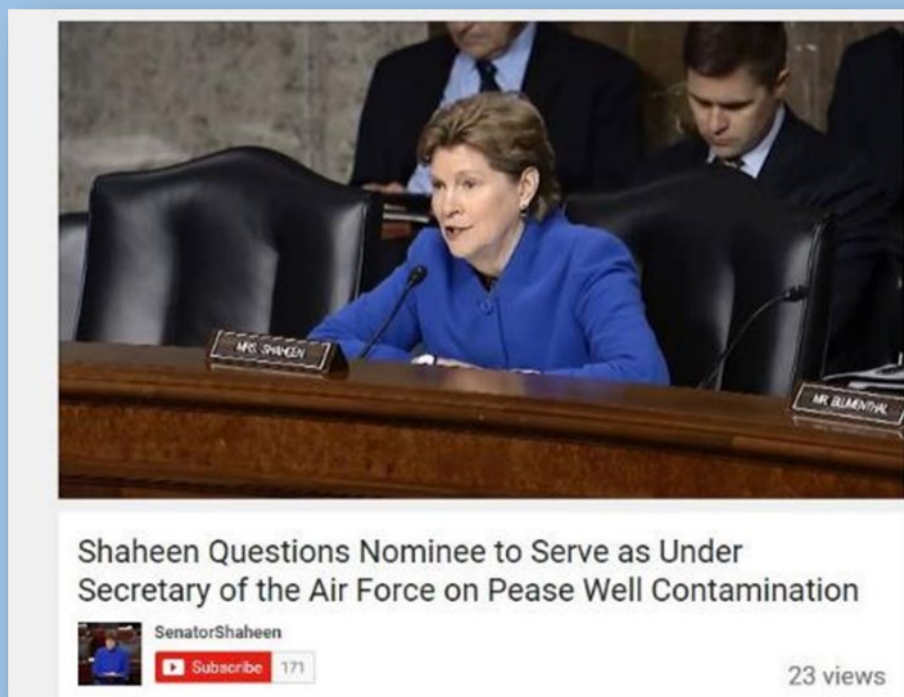 MRS. SHAHEEN
MR. BLUMENTHAL
Shaheen Questions Nominee to Serve as Under
Secretary of the Air Force on Pease Well Contamination
SenatorShaheen
Subscribe 171
23 views